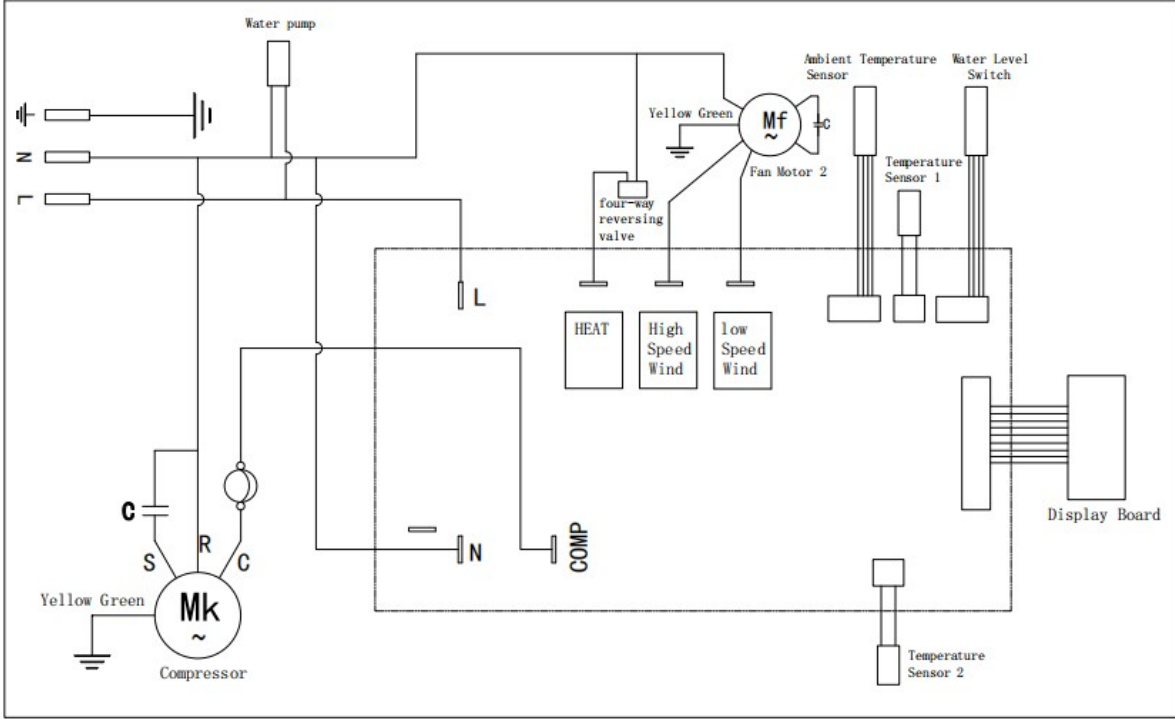 Water pump
Ambient Temperature
Sensor
Water Level
Switch
Yellow Green
Mf
~
C
Fan Motor 2
Temperature
Sensor 1
N
L
four-way
reversing
valve
L
HEAT
High
Speed
Wind
low
Speed
Wind
C
S
R
C
N
COMP
Display Board
Yellow Green
Mk
~
Compressor
Temperature
Sensor 2